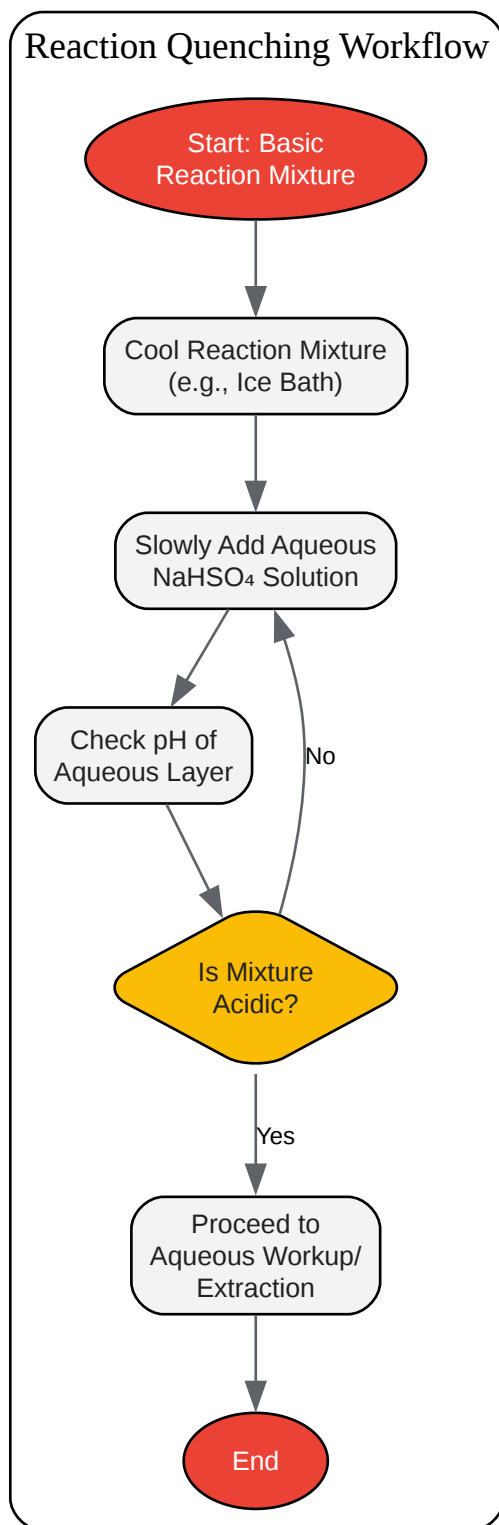 Reaction Quenching Workflow
Start: Basic
Reaction Mixture
Cool Reaction Mixture
(e.g., Ice Bath)
Slowly Add Aqueous
NaHSO₄ Solution
Check pH of
Aqueous Layer
No
Is Mixture
Acidic?
Yes
Proceed to
Aqueous Workup/
Extraction
End